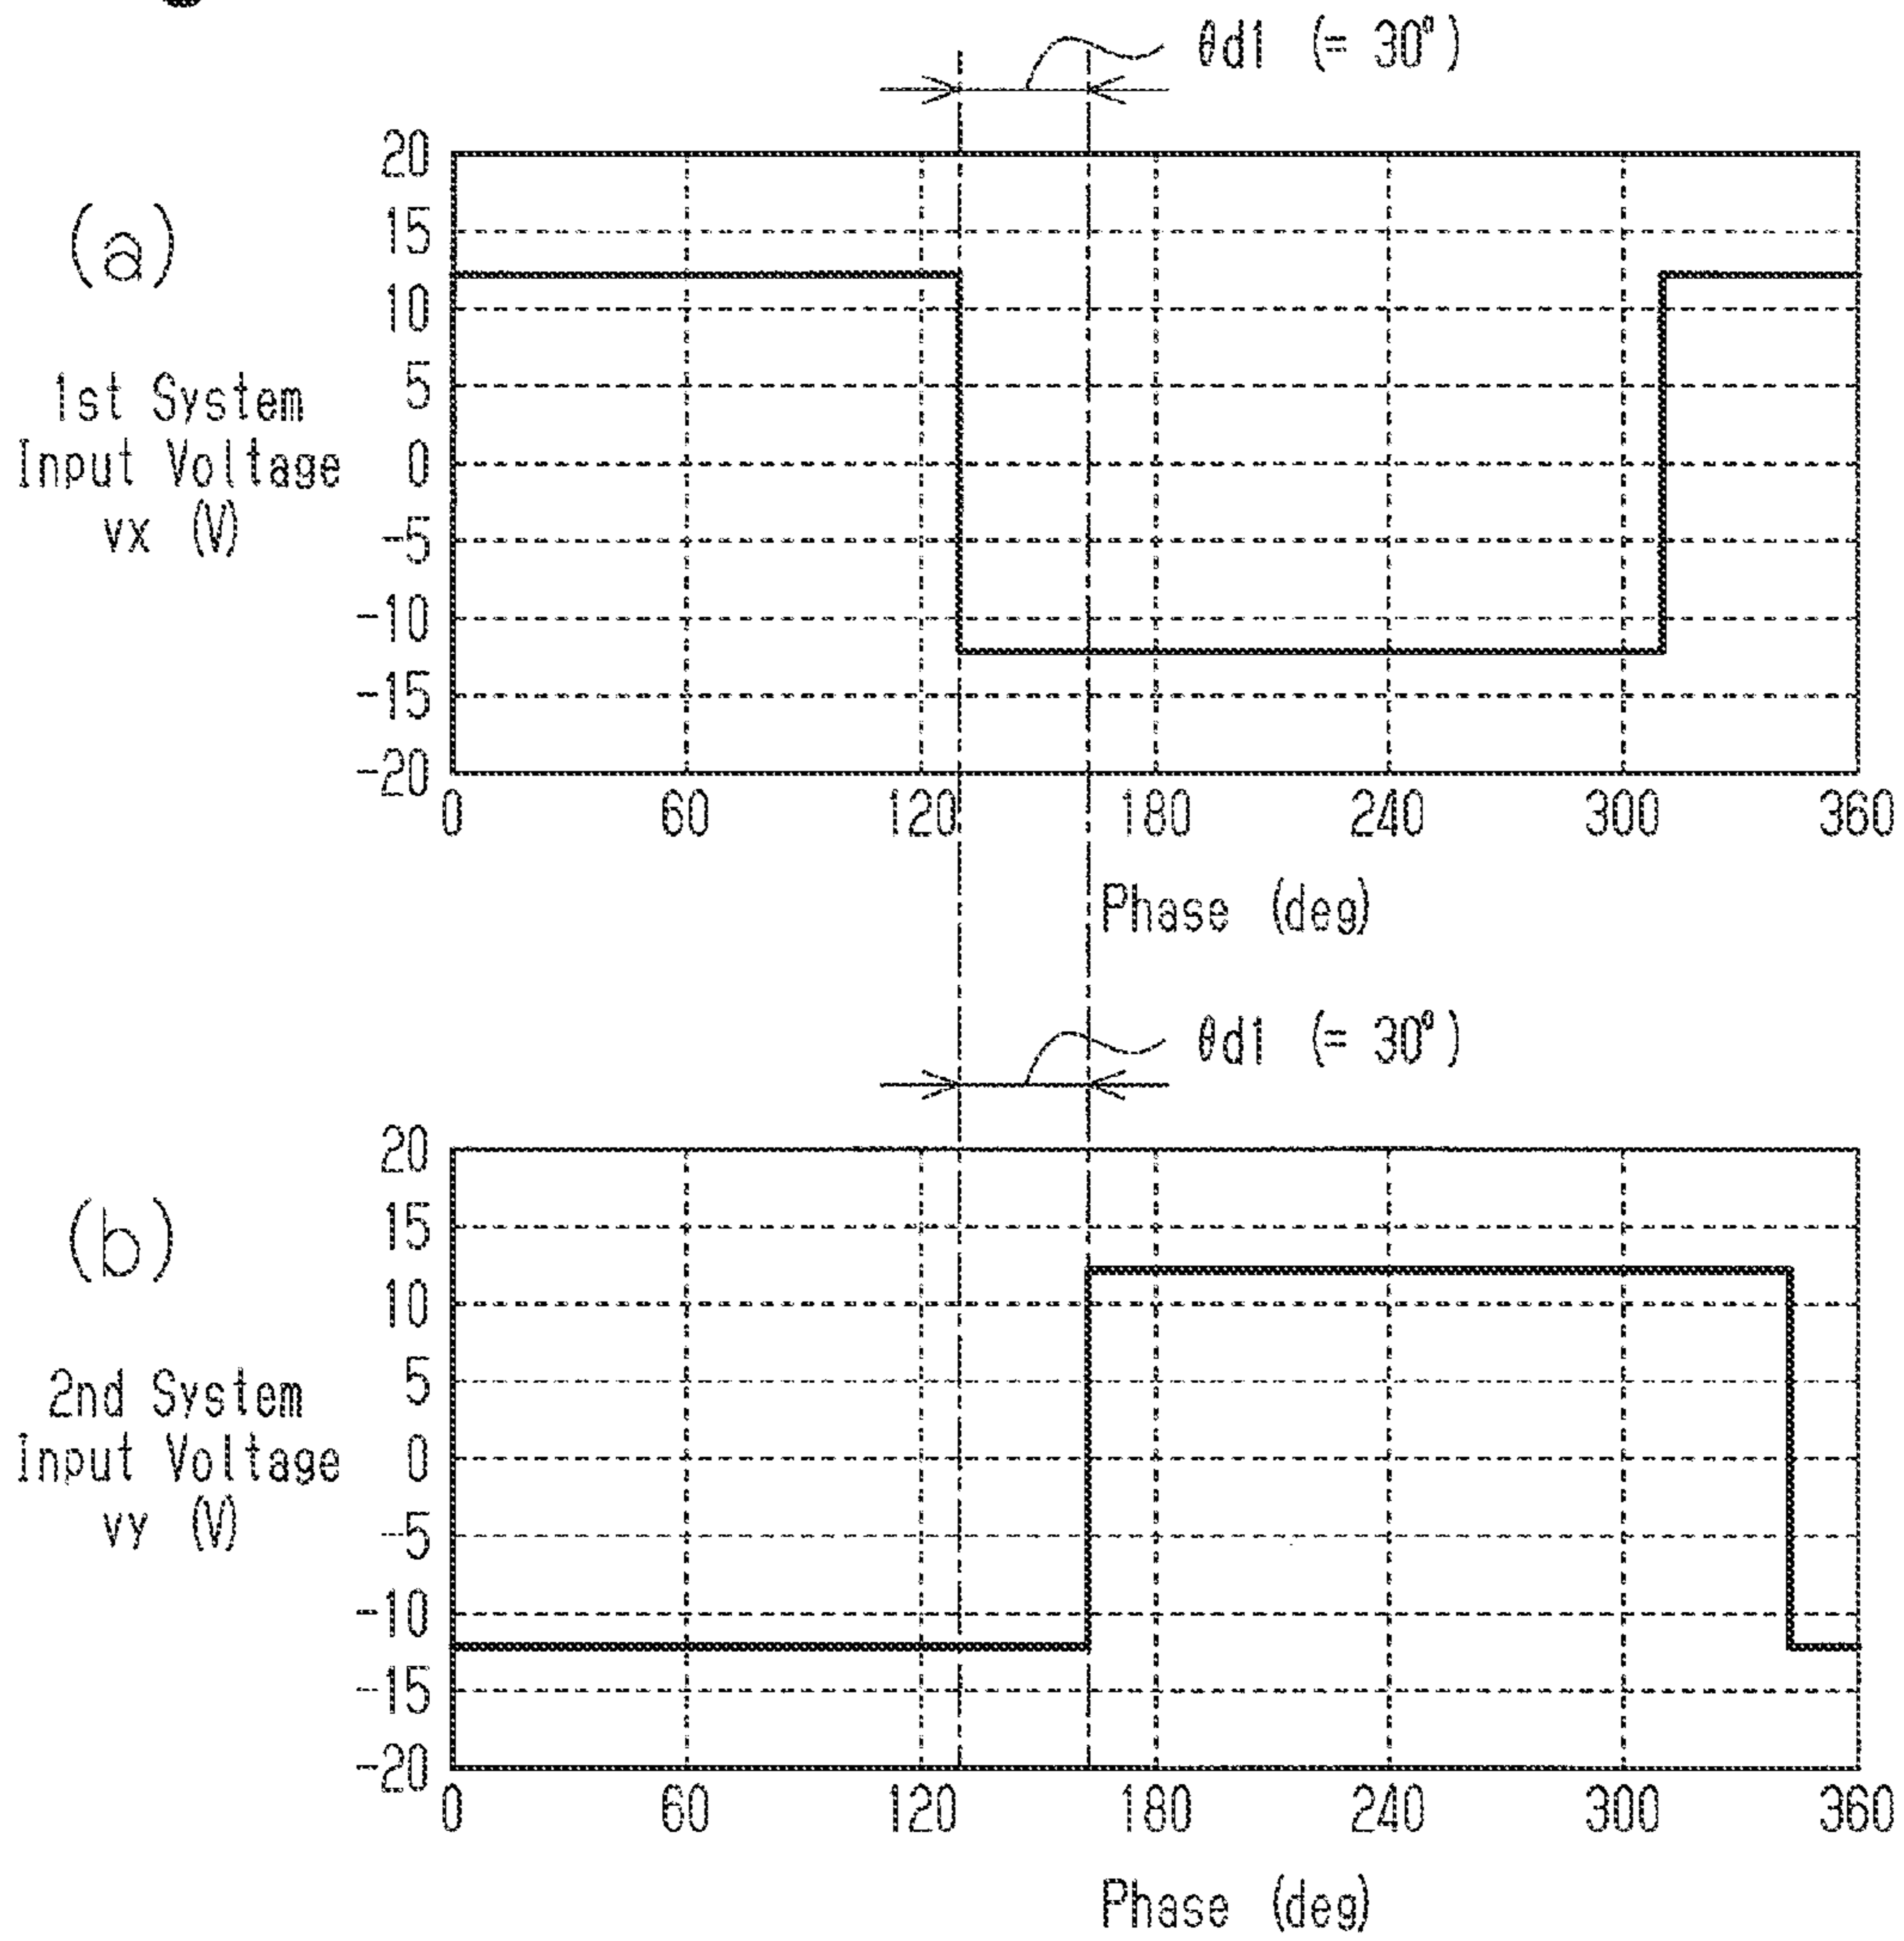 θd1 (= 30°)
(a)
1st System
Input Voltage
vx (V)
20
15
10
5
0
-5
-10
-15
-20
0 60 120 180 240 300 360
Phase (deg)
θd1 (= 30°)
(b)
2nd System
Input Voltage
vy (V)
20
15
10
5
0
-5
-10
-15
-20
0 60 120 180 240 300 360
Phase (deg)